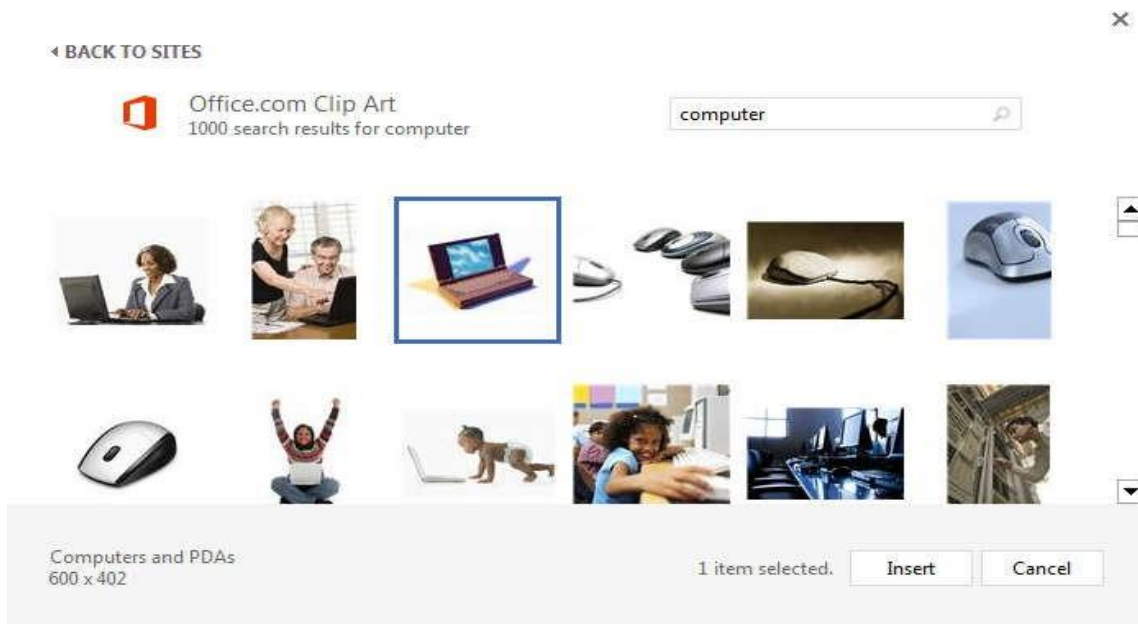 BACK TO SITES
Office.com Clip Art
1000 search results for computer
computer
Computers and PDAs
600 x 402
1 item selected.
Insert
Cancel